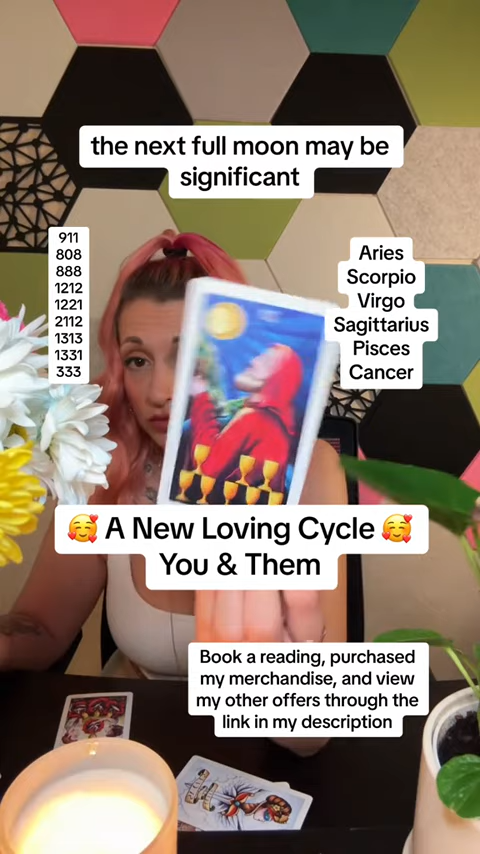 the next full moon may be
significant
911
808
888
1212
1221
2112
1313
1331
333
Aries
Scorpio
Virgo
Sagittarius
Pisces
Cancer
🥰 A New Loving Cycle 🥰
You & Them
Book a reading, purchased
my merchandise, and view
my other offers through the
link in my description